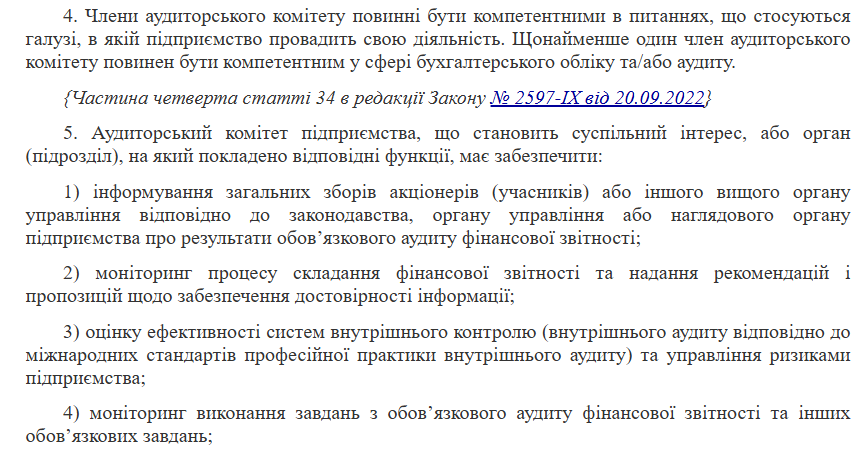 4. Члени аудиторського комітету повинні бути компетентними в питаннях, що стосуються
галузі, в якій підприємство провадить свою діяльність. Щонайменше один член аудиторського
комітету повинен бути компетентним у сфері бухгалтерського обліку та/або аудиту.
{Частина четверта статті 34 в редакції Закону № 2597-IX від 20.09.2022}
5. Аудиторський комітет підприємства, що становить суспільний інтерес, або орган
(підрозділ), на який покладено відповідні функції, має забезпечити:
1) інформування загальних зборів акціонерів (учасників) або іншого вищого органу
управління відповідно до законодавства, органу управління або наглядового органу
підприємства про результати обов’язкового аудиту фінансової звітності;
2) моніторинг процесу складання фінансової звітності та надання рекомендацій і
пропозицій щодо забезпечення достовірності інформації;
3) оцінку ефективності систем внутрішнього контролю (внутрішнього аудиту відповідно до
міжнародних стандартів професійної практики внутрішнього аудиту) та управління ризиками
підприємства;
4) моніторинг виконання завдань з обов’язкового аудиту фінансової звітності та інших
обов’язкових завдань;